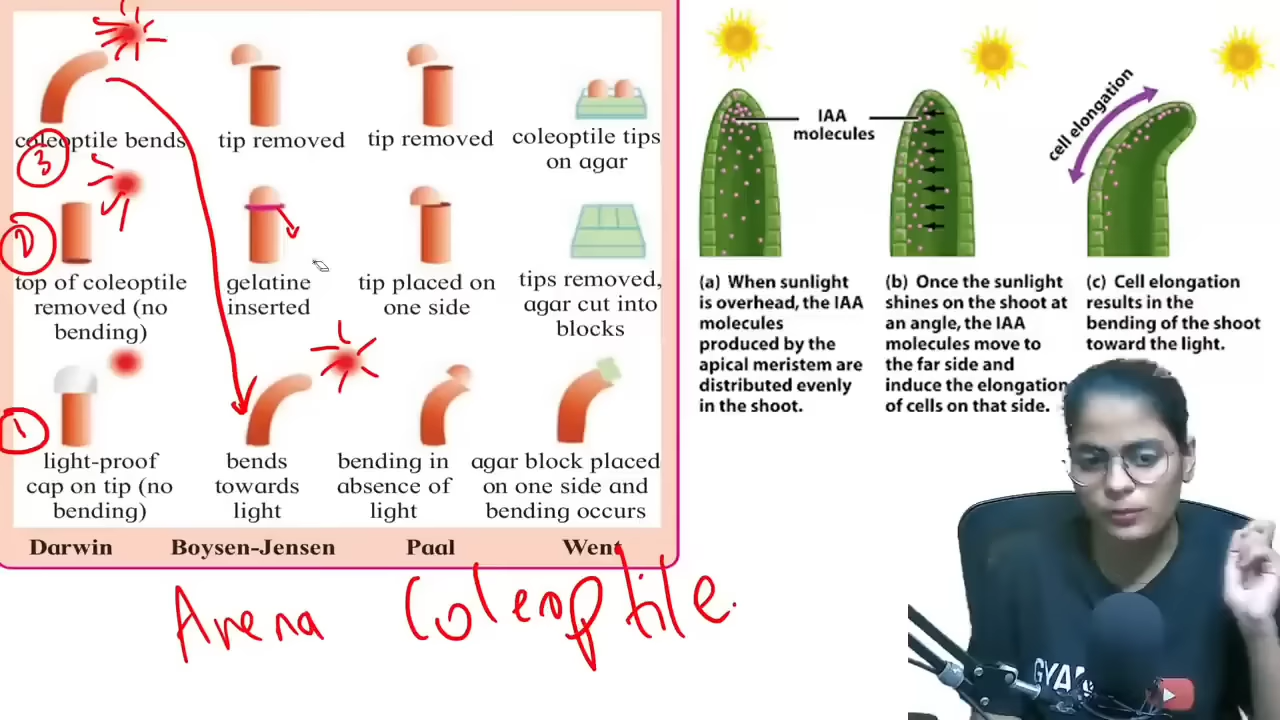 coleoptile bends
tip removed
tip removed
coleoptile tips
on agar
3
2
top of coleoptile
removed (no
bending)
gelatine
inserted
tip placed on
one side
tips removed,
agar cut into
blocks
1
light-proof
cap on tip (no
bending)
bends
towards
light
bending in
absence of
light
agar block placed
on one side and
bending occurs
Darwin
Boysen-Jensen
Paal
Went
Avena Coleoptile.
IAA
molecules
cell elongation
(a) When sunlight
is overhead, the IAA
molecules
produced by the
apical meristem are
distributed evenly
in the shoot.
(b) Once the sunlight
shines on the shoot at
an angle, the IAA
molecules move to
the far side and
induce the elongation
of cells on that side.
(c) Cell elongation
results in the
bending of the shoot
toward the light.